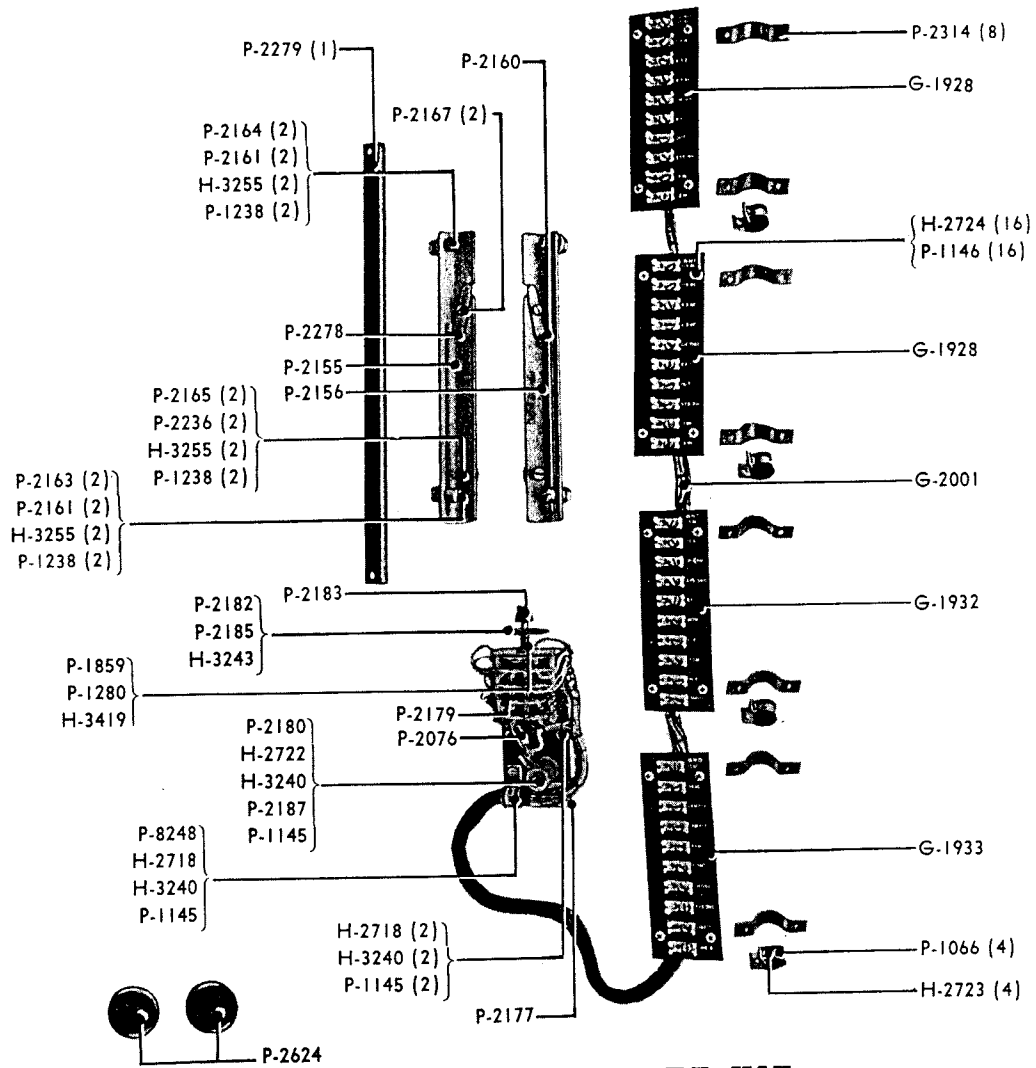 P-2279 (1)
P-2160
P-2314 (8)
G-1928
P-2167 (2)
P-2164 (2)
P-2161 (2)
H-3255 (2)
P-1238 (2)
H-2724 (16)
P-1146 (16)
P-2278
P-2155
P-2156
G-1928
P-2165 (2)
P-2236 (2)
H-3255 (2)
P-1238 (2)
P-2163 (2)
P-2161 (2)
H-3255 (2)
P-1238 (2)
G-2001
P-2183
P-2182
P-2185
H-3243
G-1932
P-1859
P-1280
H-3419
P-2179
P-2076
P-2180
H-2722
H-3240
P-2187
P-1145
P-8248
H-2718
H-3240
P-1145
G-1933
H-2718 (2)
H-3240 (2)
P-1145 (2)
P-1066 (4)
H-2723 (4)
P-2177
P-2624